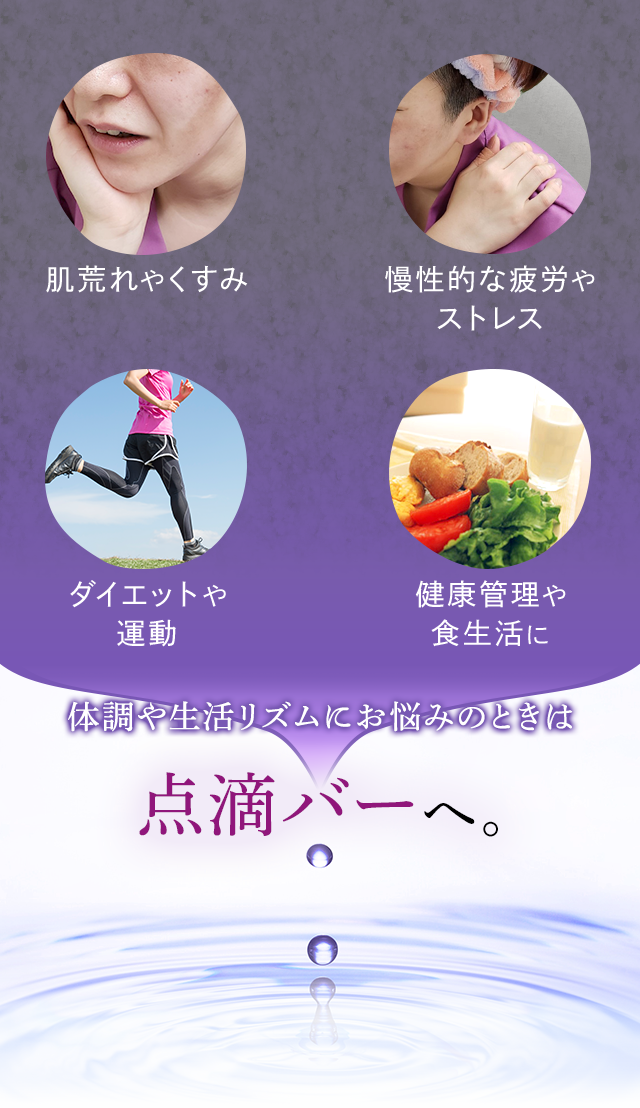 肌荒れやくすみ
慢性的な疲労や
ストレス
ダイエットや
運動
健康管理や
食生活に
体調や生活リズムにお悩みのときは
点滴バーへ。